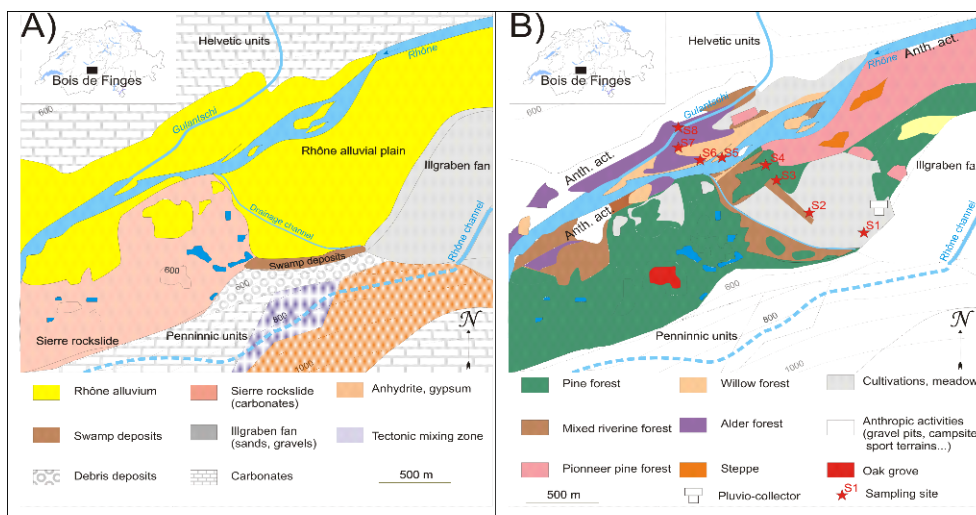 A)
Bois de Finges
Helvetic units
Rhône
600
Gulantschi
Rhône alluvial plain
Illgraben fan
Drainage channel
Rhône channel
Swamp deposits
600
600
800
Penninnic units
Sierre rockslide
1000
N
Rhône alluvium
Sierre rockslide
(carbonates)
Anhydrite, gypsum
Swamp deposits
Illgraben fan
(sands, gravels)
Tectonic mixing zone
Debris deposits
Carbonates
500 m
B)
Bois de Finges
Helvetic units
Anth. act.
Rhône
600
Gulantschi
S8
S7
S6
S5
S4
S3
S2
S1
Illgraben fan
Anth. act.
Anth. act.
Rhône channel
600
800
Penninnic units
1000
N
Pine forest
Willow forest
Cultivations, meadow
Mixed riverine forest
Alder forest
Anthropic activities
(gravel pits, campsite
sport terrains...)
Pionneer pine forest
Steppe
Oak grove
500 m
Pluvio-collector
S1
Sampling site